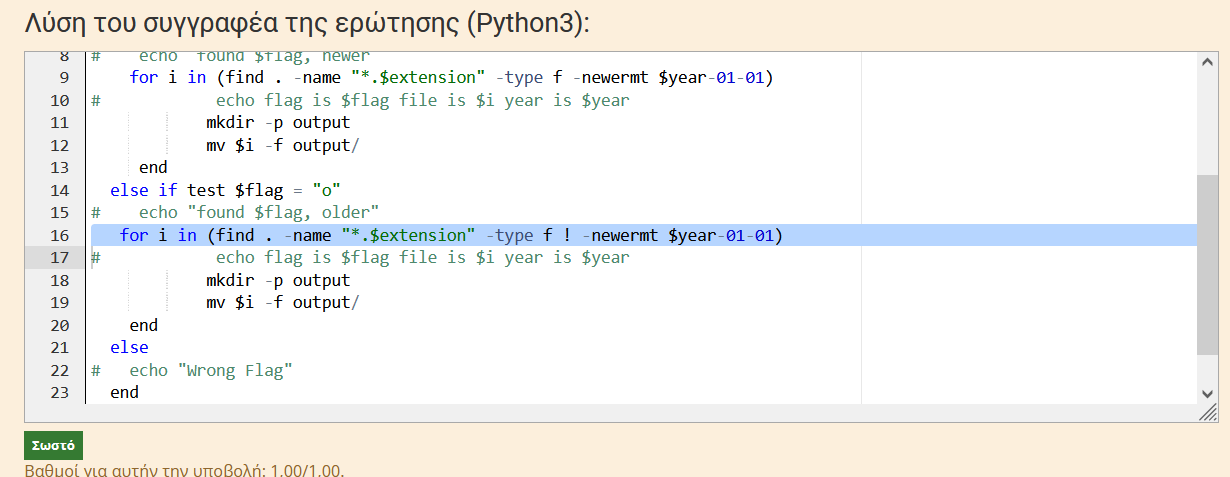 Λύση του συγγραφέα της ερώτησης (Python3):
8 # echo "found $flag, newer"
9 for i in (find . -name "*.$extension" -type f -newermt $year-01-01)
10 # echo flag is $flag file is $i year is $year
11 mkdir -p output
12 mv $i -f output/
13 end
14 else if test $flag = "o"
15 # echo "found $flag, older"
16 for i in (find . -name "*.$extension" -type f ! -newermt $year-01-01)
17 # echo flag is $flag file is $i year is $year
18 mkdir -p output
19 mv $i -f output/
20 end
21 else
22 # echo "Wrong Flag"
23 end
Σωστό
Βαθμοί για αυτήν την υποβολή: 1,00/1,00.